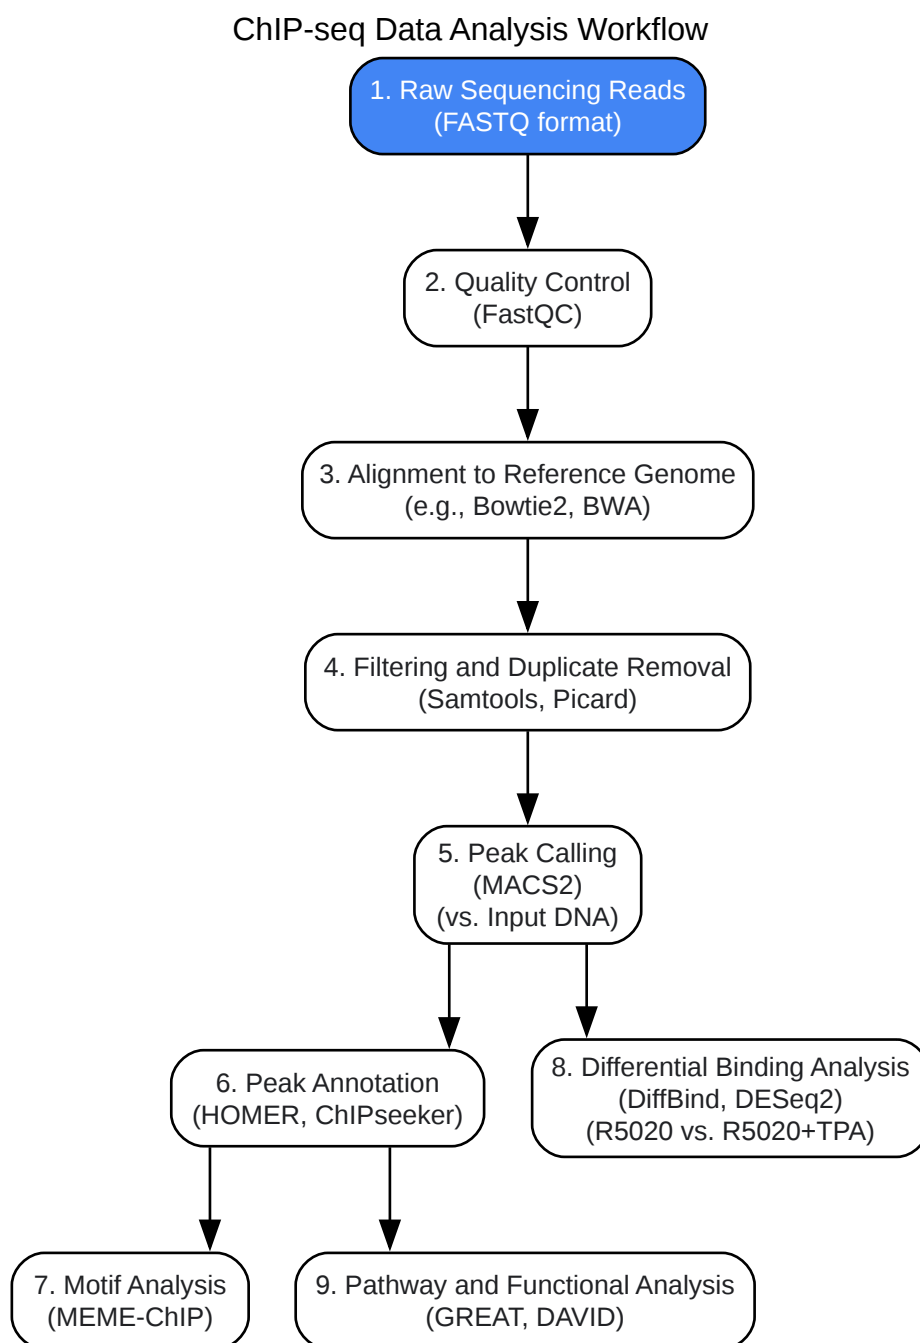 ChIP-seq Data Analysis Workflow
1. Raw Sequencing Reads
(FASTQ format)
2. Quality Control
(FastQC)
3. Alignment to Reference Genome
(e.g., Bowtie2, BWA)
4. Filtering and Duplicate Removal
(Samtools, Picard)
5. Peak Calling
(MACS2)
(vs. Input DNA)
6. Peak Annotation
(HOMER, ChIPseeker)
8. Differential Binding Analysis
(DiffBind, DESeq2)
(R5020 vs. R5020+TPA)
7. Motif Analysis
(MEME-ChIP)
9. Pathway and Functional Analysis
(GREAT, DAVID)